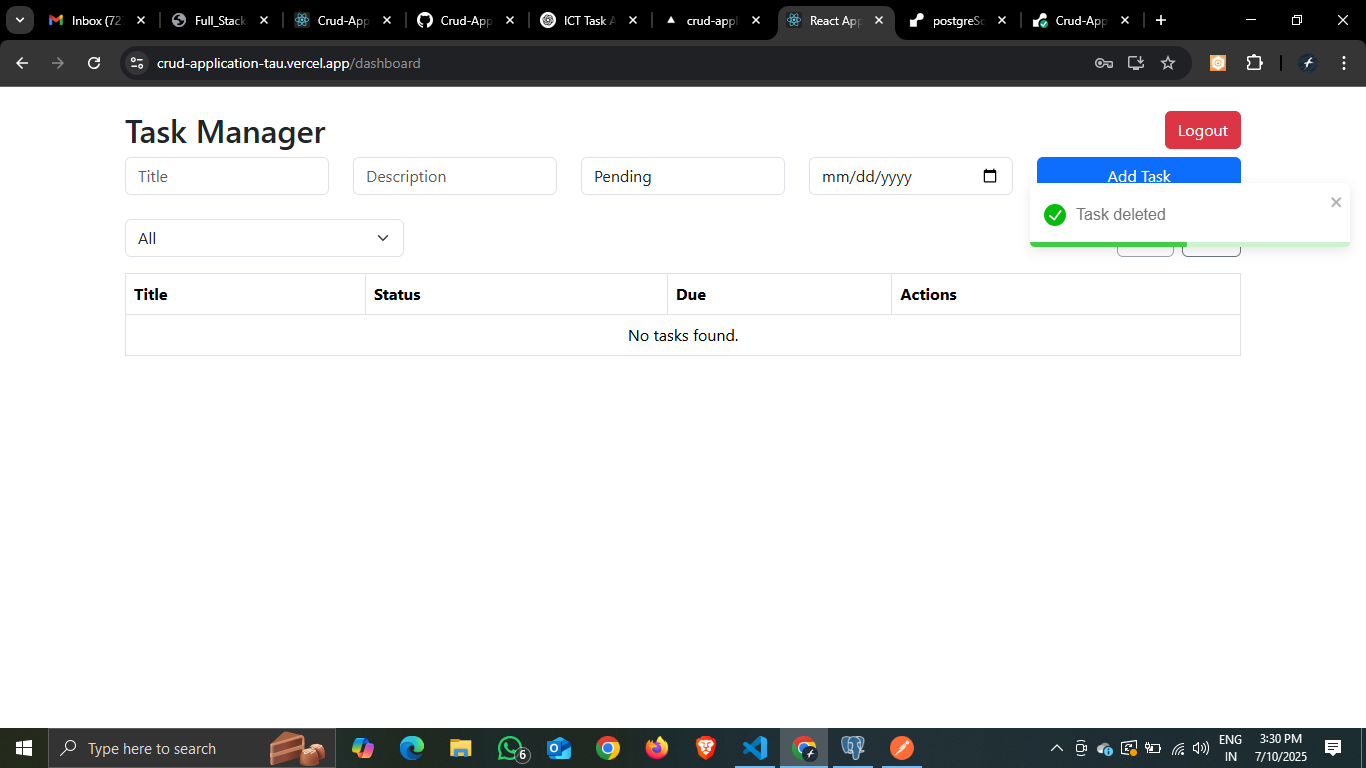 Inbox (72
Full_Stack
Crud-App
Crud-App
ICT Task A
crud-appl
React App
postgreSc
Crud-App
crud-application-tau.vercel.app/dashboard
Task Manager
Logout
Title
Description
Pending
mm/dd/yyyy
Add Task
Task deleted
All
Title
Status
Due
Actions
No tasks found.
Type here to search
6
ENG
IN
3:30 PM
7/10/2025